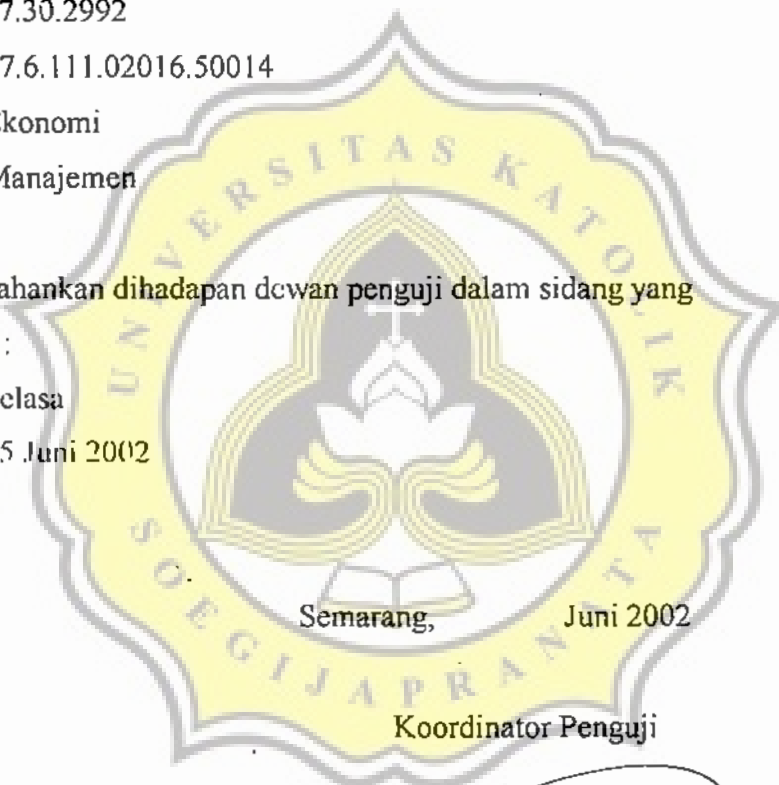 7.30.2992
7.6.111.02016.50014
Ekonomi
Manajemen
ahankan dihadapan dewan penguji dalam sidang yang
:
elasa
5 Juni 2002
UNIVERSITAS KATOLIK
SOEGIJAPRANATA
Semarang, Juni 2002
Koordinator Penguji